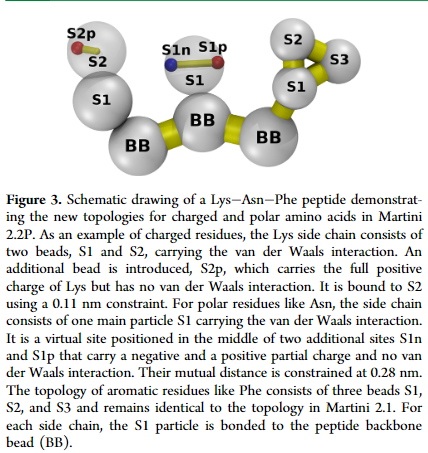 S2p
S2
S1
BB
S1n S1p
S1
BB
BB
S2
S3
S1
Figure 3. Schematic drawing of a Lys−Asn−Phe peptide demonstrat-
ing the new topologies for charged and polar amino acids in Martini
2.2P. As an example of charged residues, the Lys side chain consists of
two beads, S1 and S2, carrying the van der Waals interaction. An
additional bead is introduced, S2p, which carries the full positive
charge of Lys but has no van der Waals interaction. It is bound to S2
using a 0.11 nm constraint. For polar residues like Asn, the side chain
consists of one main particle S1 carrying the van der Waals interaction.
It is a virtual site positioned in the middle of two additional sites S1n
and S1p that carry a negative and a positive partial charge and no van
der Waals interaction. Their mutual distance is constrained at 0.28 nm.
The topology of aromatic residues like Phe consists of three beads S1,
S2, and S3 and remains identical to the topology in Martini 2.1. For
each side chain, the S1 particle is bonded to the peptide backbone
bead (BB).